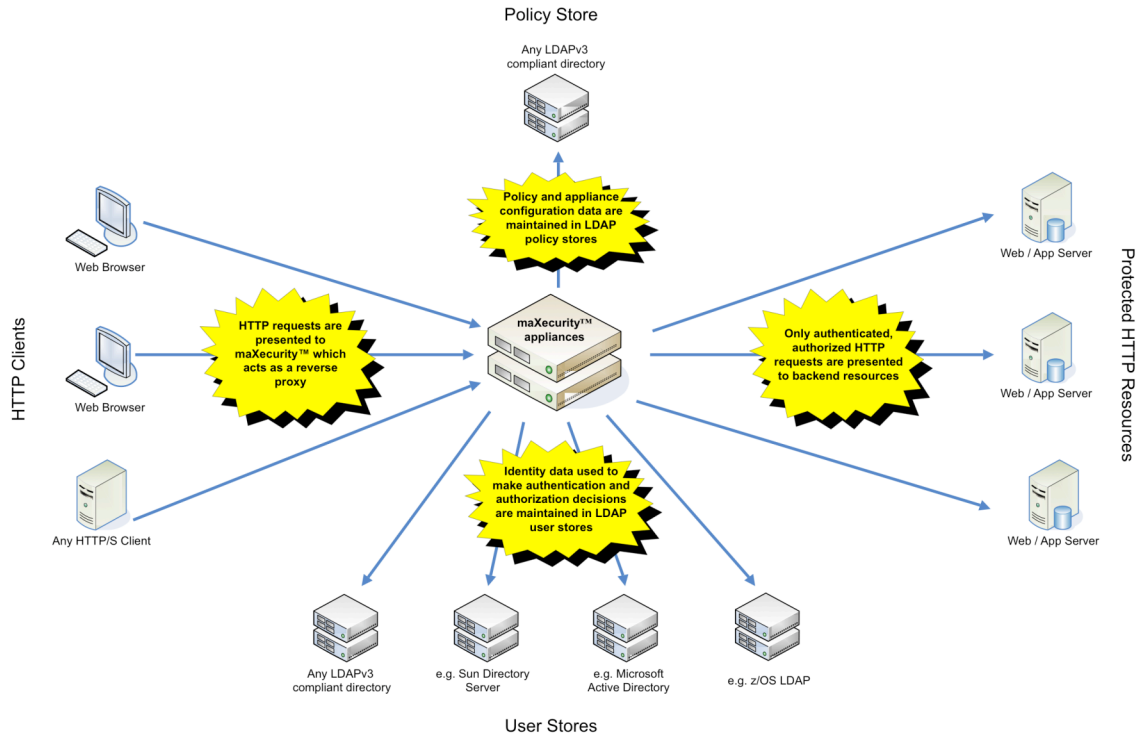 Policy Store
Any LDAPv3
compliant directory
Policy and appliance
configuration data are
maintained in LDAP
policy stores
HTTP Clients
Web Browser
Web Browser
Any HTTP/S Client
HTTP requests are
presented to
maXecurity™ which
acts as a reverse
proxy
maXecurity™
appliances
Only authenticated,
authorized HTTP
requests are presented
to backend resources
Web / App Server
Web / App Server
Web / App Server
Protected HTTP Resources
Identity data used to
make authentication and
authorization decisions
are maintained in LDAP
user stores
Any LDAPv3
compliant directory
e.g. Sun Directory
Server
e.g. Microsoft
Active Directory
e.g. z/OS LDAP
User Stores